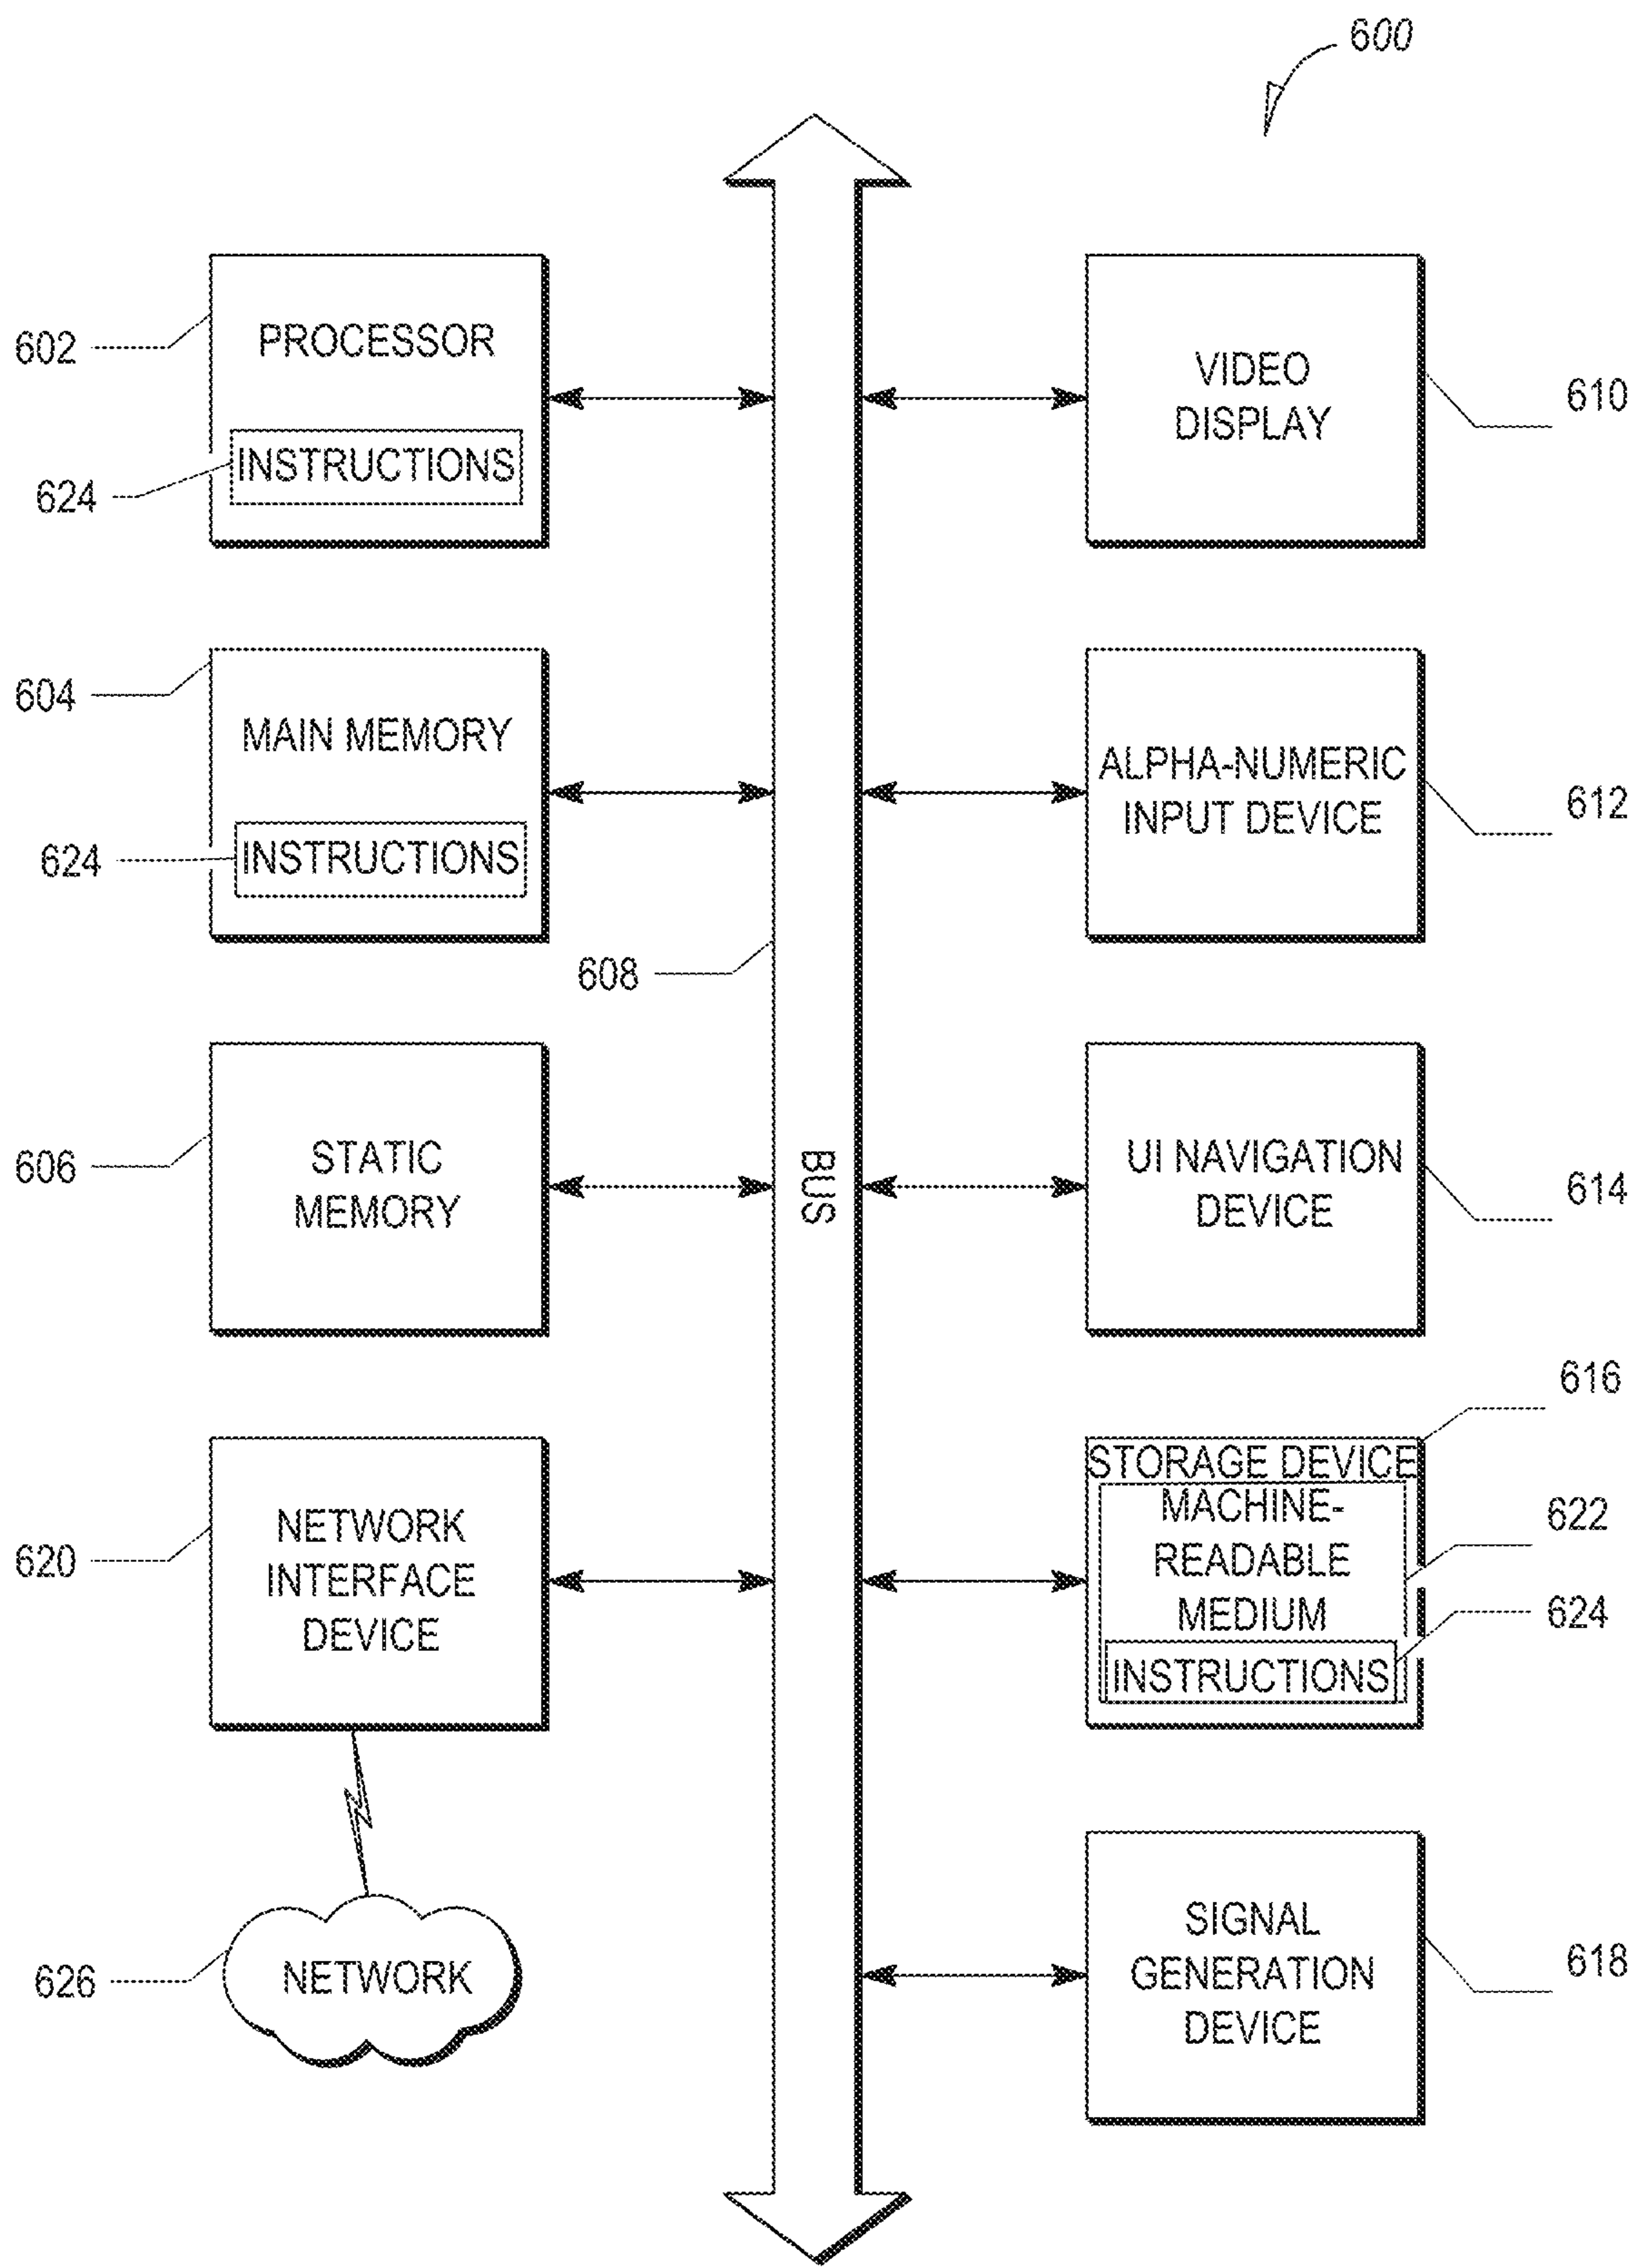 600
602
PROCESSOR
624
INSTRUCTIONS
604
MAIN MEMORY
624
INSTRUCTIONS
606
STATIC
MEMORY
620
NETWORK
INTERFACE
DEVICE
626
NETWORK
608
BUS
VIDEO
DISPLAY
610
ALPHA-NUMERIC
INPUT DEVICE
612
UI NAVIGATION
DEVICE
614
616
STORAGE DEVICE
MACHINE-
READABLE
MEDIUM
622
624
INSTRUCTIONS
SIGNAL
GENERATION
DEVICE
618